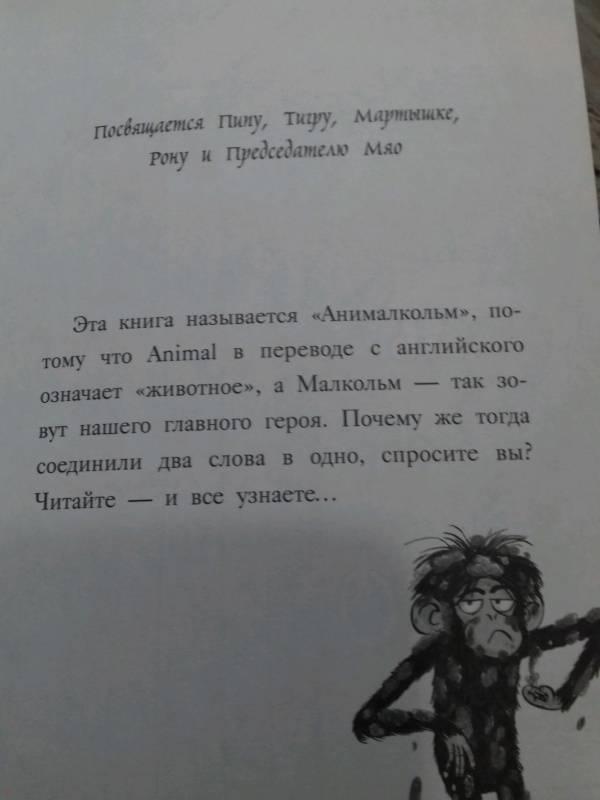 Посвящается Пипу, Тигру, Мартышке,
Рону и Председателю Мяо
Эта книга называется «Анималкольм», по-
тому что Animal в переводе с английского
означает «животное», а Малкольм — так зо-
вут нашего главного героя. Почему же тогда
соединили два слова в одно, спросите вы?
Читайте — и все узнаете...